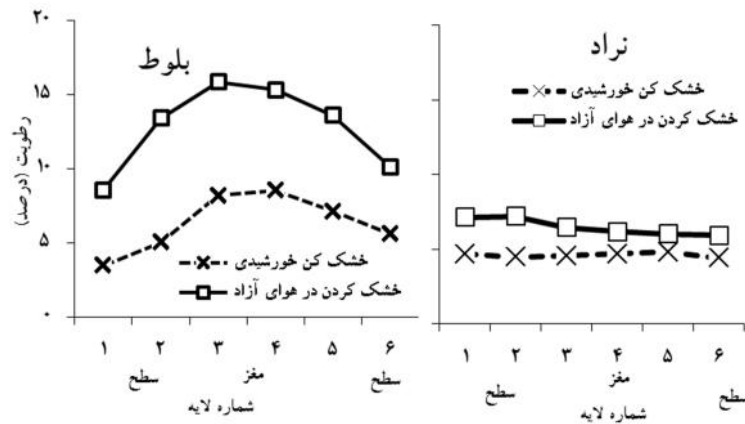 بلوط
رطوبت (درصد)
۲۰
۱۵
۱۰
۵
۰
خشک کن خورشیدی
خشک کردن در هوای آزاد
۱ ۲ ۳ ۴ ۵ ۶
سطح مغز سطح
شماره لایه
نراد
خشک کن خورشیدی
خشک کردن در هوای آزاد
۱ ۲ ۳ ۴ ۵ ۶
سطح مغز سطح
شماره لایه